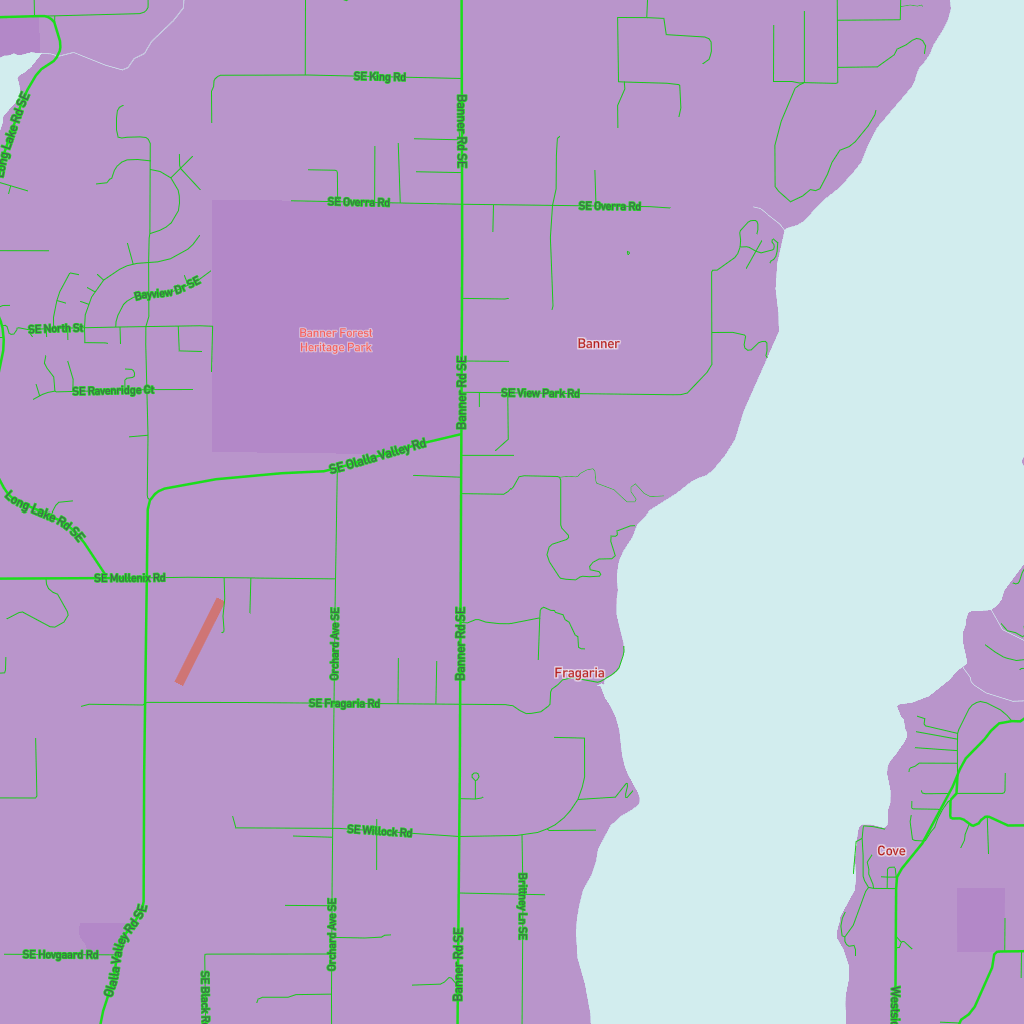 SE King Rd
Long Lake Rd SE
Banner Rd SE
SE Overra Rd
SE Overra Rd
Bayview Dr SE
SE North St
Banner Forest
Heritage Park
Banner
SE Ravenridge Ct
Banner Rd SE
SE View Park Rd
SE Olalla Valley Rd
Long Lake Rd SE
SE Mullenix Rd
Orchard Ave SE
Banner Rd SE
Fragaria
SE Fragaria Rd
SE Willock Rd
Cove
Brittney Ln SE
Orchard Ave SE
Olalla Valley Rd SE
Banner Rd SE
SE Hovgaard Rd
SE Black R
Westsi